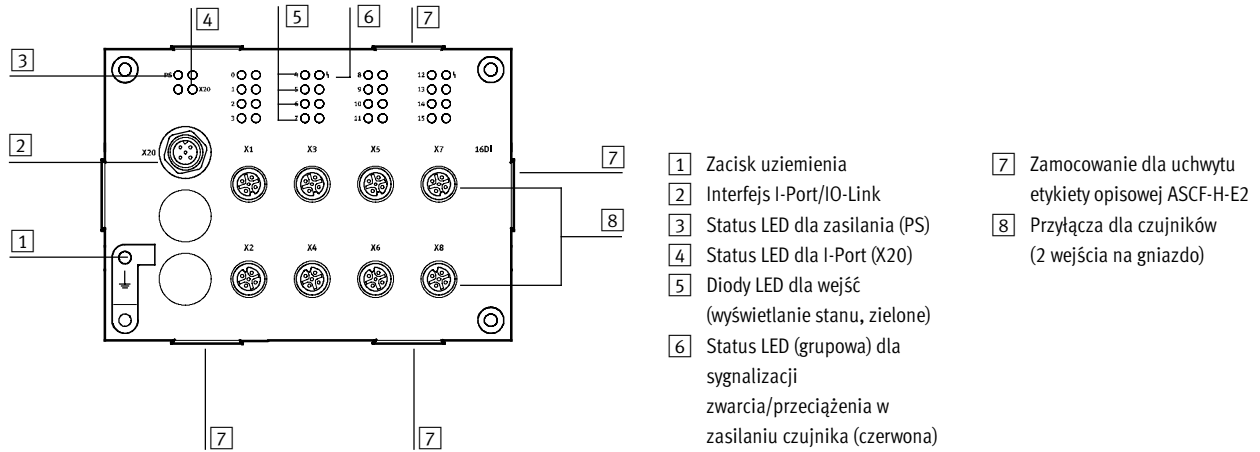 4
5
6
7
3
PS
X20
0
1
2
3
4
5
6
7
8
9
10
11
12
13
14
15
2
X20
X1
X3
X5
X7
16DI
7
8
1
X2
X4
X6
X8
7
7
1 Zacisk uziemienia
2 Interfejs I-Port/IO-Link
3 Status LED dla zasilania (PS)
4 Status LED dla I-Port (X20)
5 Diody LED dla wejść
(wyświetlanie stanu, zielone)
6 Status LED (grupowa) dla
sygnalizacji
zwarcia/przeciążenia w
zasilaniu czujnika (czerwona)
7 Zamocowanie dla uchwytu
etykiety opisowej ASCF-H-E2
8 Przyłącza dla czujników
(2 wejścia na gniazdo)